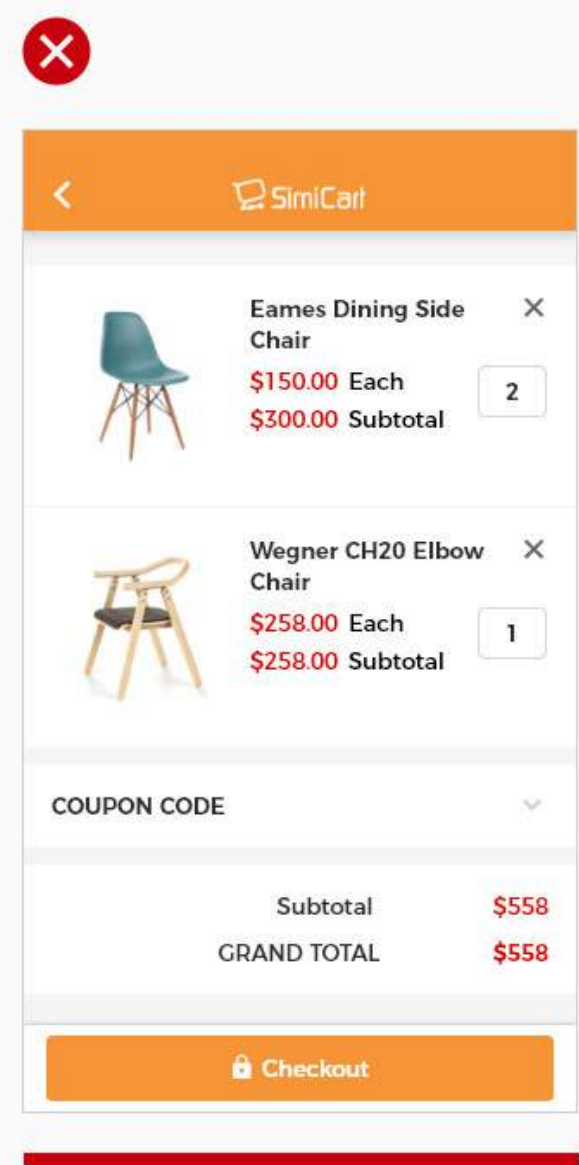 SimiCart
Eames Dining Side
Chair
$150.00 Each
2
$300.00 Subtotal
Wegner CH20 Elbow
Chair
$258.00 Each
1
$258.00 Subtotal
COUPON CODE
Subtotal $558
GRAND TOTAL $558
Checkout